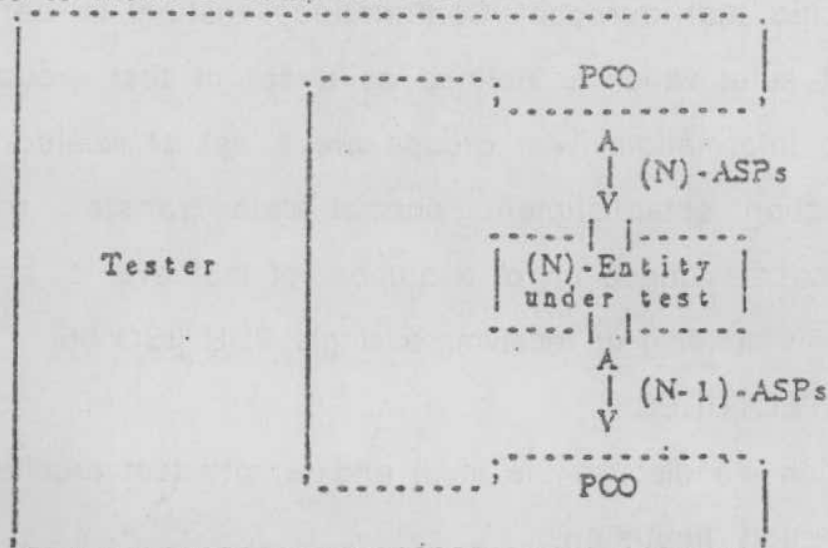 PCO
(N)-ASPs
Tester
(N)-Entity
under test
(N-1)-ASPs
PCO